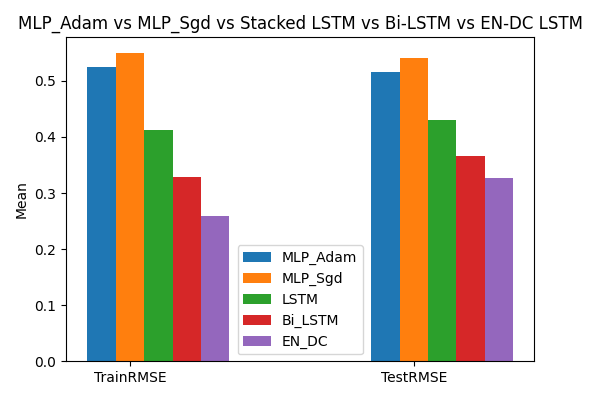 MLP_Adam vs MLP_Sgd vs Stacked LSTM vs Bi-LSTM vs EN-DC LSTM
Mean
0.5
0.4
0.3
0.2
0.1
0.0
MLP_Adam
MLP_Sgd
LSTM
Bi_LSTM
EN_DC
TrainRMSE
TestRMSE